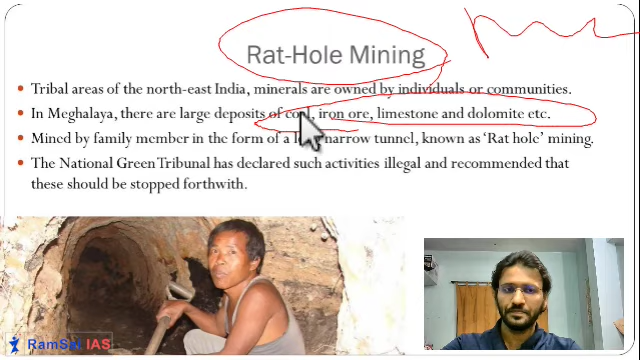 Rat-Hole Mining
• Tribal areas of the north-east India, minerals are owned by individuals or communities.
• In Meghalaya, there are large deposits of coal, iron ore, limestone and dolomite etc.
• Mined by family member in the form of a long narrow tunnel, known as ‘Rat hole’ mining.
• The National Green Tribunal has declared such activities illegal and recommended that
these should be stopped forthwith.
RamSai IAS